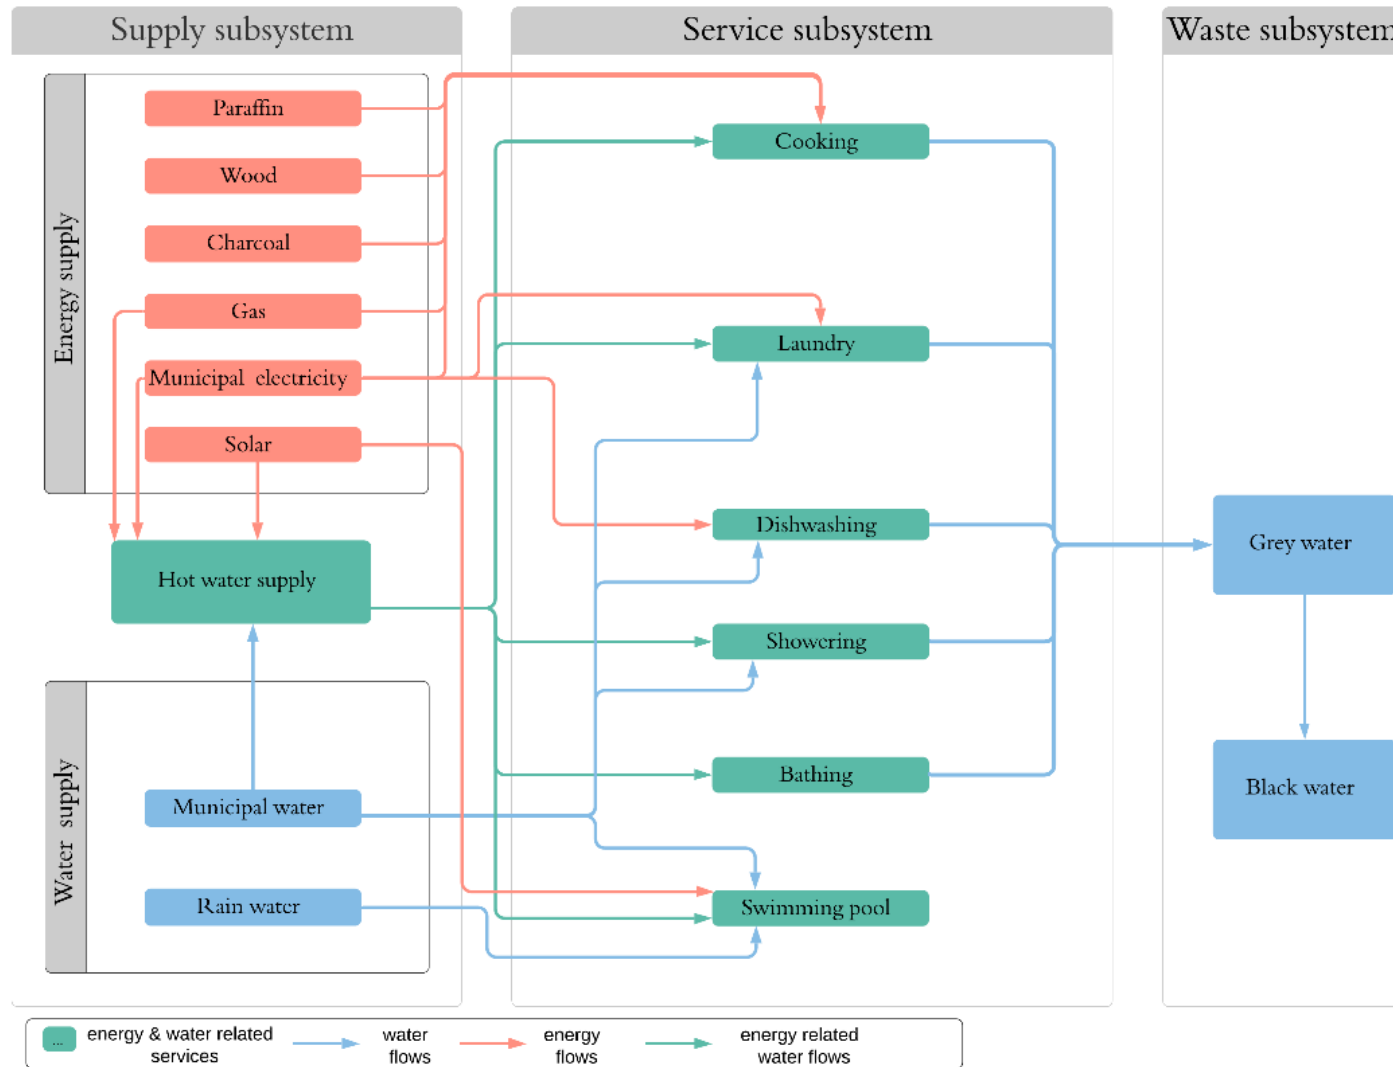 Supply subsystem
Service subsystem
Waste subsystem
Energy supply
Paraffin
Wood
Charcoal
Gas
Municipal electricity
Solar
Hot water supply
Water supply
Municipal water
Rain water
Cooking
Laundry
Dishwashing
Showering
Bathing
Swimming pool
Grey water
Black water
...
energy & water related
services
water
flows
energy
flows
energy related
water flows